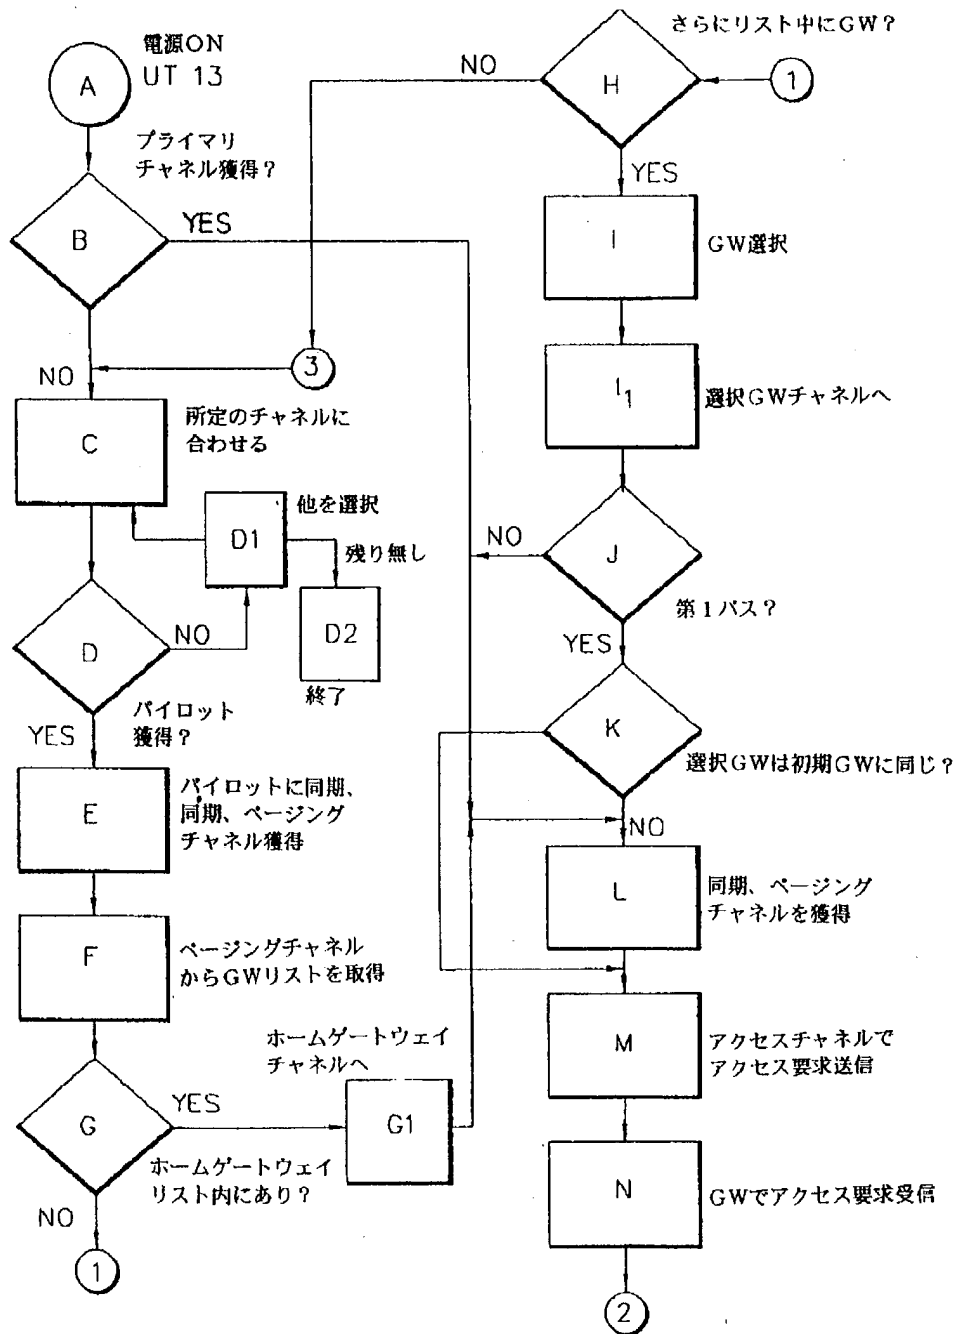 電源ON
UT 13
A
プライマリ
チャネル獲得?
B
YES
NO
3
C
所定のチャネルに
合わせる
D1
他を選択
残り無し
D2
終了
D
NO
パイロット
獲得?
YES
E
パイロットに同期、
同期、ページング
チャネル獲得
F
ページングチャネル
からGWリストを取得
G
YES
ホームゲートウェイ
チャネルへ
G1
ホームゲートウェイ
リスト内にあり?
NO
1
さらにリスト中にGW?
H
NO
1
YES
I
GW選択
I1
選択GWチャネルへ
J
NO
第1パス?
YES
K
選択GWは初期GWに同じ?
NO
L
同期、ページング
チャネルを獲得
M
アクセスチャネルで
アクセス要求送信
N
GWでアクセス要求受信
2